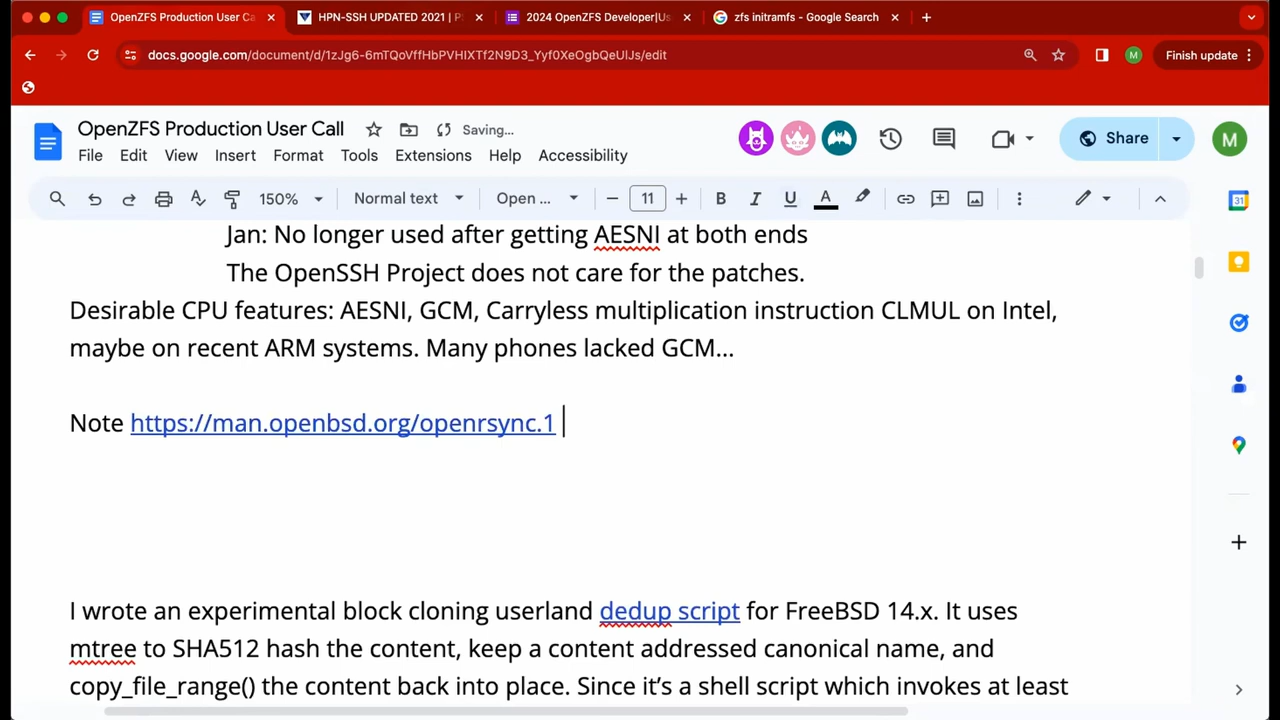 OpenZFS Production User Ca
HPN-SSH UPDATED 2021 | P
2024 OpenZFS Developer|Us
zfs initramfs - Google Search
docs.google.com/document/d/1zJg6-6mTQoVffHbPVHIXTf2N9D3_Yyf0XeOgbQeUlJs/edit
M
Finish update
OpenZFS Production User Call
Saving...
File Edit View Insert Format Tools Extensions Help Accessibility
Share
M
150%
Normal text
Open ...
11
B I U A
31
Jan: No longer used after getting AESNI at both ends
The OpenSSH Project does not care for the patches.
Desirable CPU features: AESNI, GCM, Carryless multiplication instruction CLMUL on Intel,
maybe on recent ARM systems. Many phones lacked GCM...
Note https://man.openbsd.org/openrsync.1
I wrote an experimental block cloning userland dedup script for FreeBSD 14.x. It uses
mtree to SHA512 hash the content, keep a content addressed canonical name, and
copy_file_range() the content back into place. Since it's a shell script which invokes at least